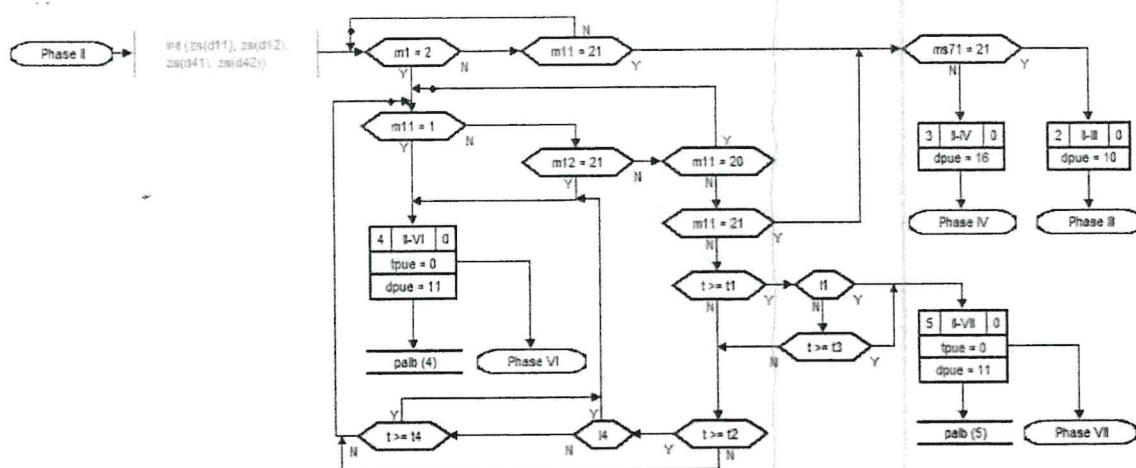 Phase II
init (zs(d11), zs(d12),
zs(d41), zs(d42))
m1 = 2
Y
N
m11 = 21
N
Y
ms71 = 21
N
Y
m11 = 1
Y
N
m12 = 21
Y
N
m11 = 20
Y
N
m11 = 21
N
Y
3 II-IV 0
dpue = 16
Phase IV
2 II-III 0
dpue = 10
Phase III
4 II-VI 0
tpue = 0
dpue = 11
palb (4)
Phase VI
t >= t1
Y
N
l1
Y
N
t >= t3
N
Y
5 II-VII 0
tpue = 0
dpue = 11
palb (5)
Phase VII
t >= t4
Y
N
l4
Y
N
t >= t2
Y
N